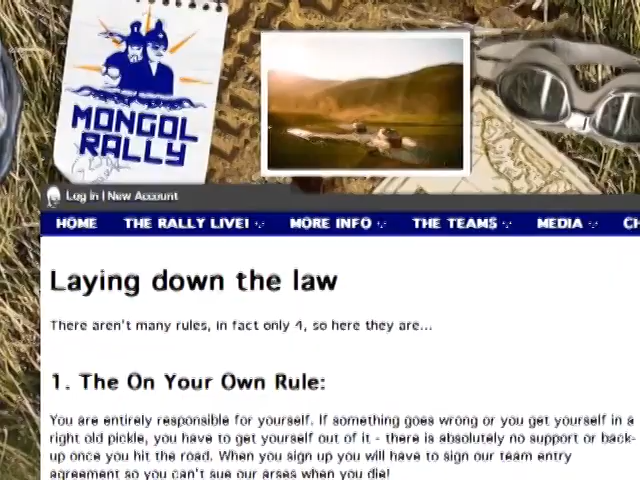 MONGOL
RALLY
Log in | New Account
HOME THE RALLY LIVE! MORE INFO THE TEAMS MEDIA
Laying down the law
There aren't many rules, in fact only 4, so here they are...
1. The On Your Own Rule:
You are entirely responsible for yourself. If something goes wrong or you get yourself in a
right old pickle, you have to get yourself out of it - there is absolutely no support or back-
up once you hit the road. When you sign up you will have to sign our team entry
agreement so you can't sue our arses when you die!